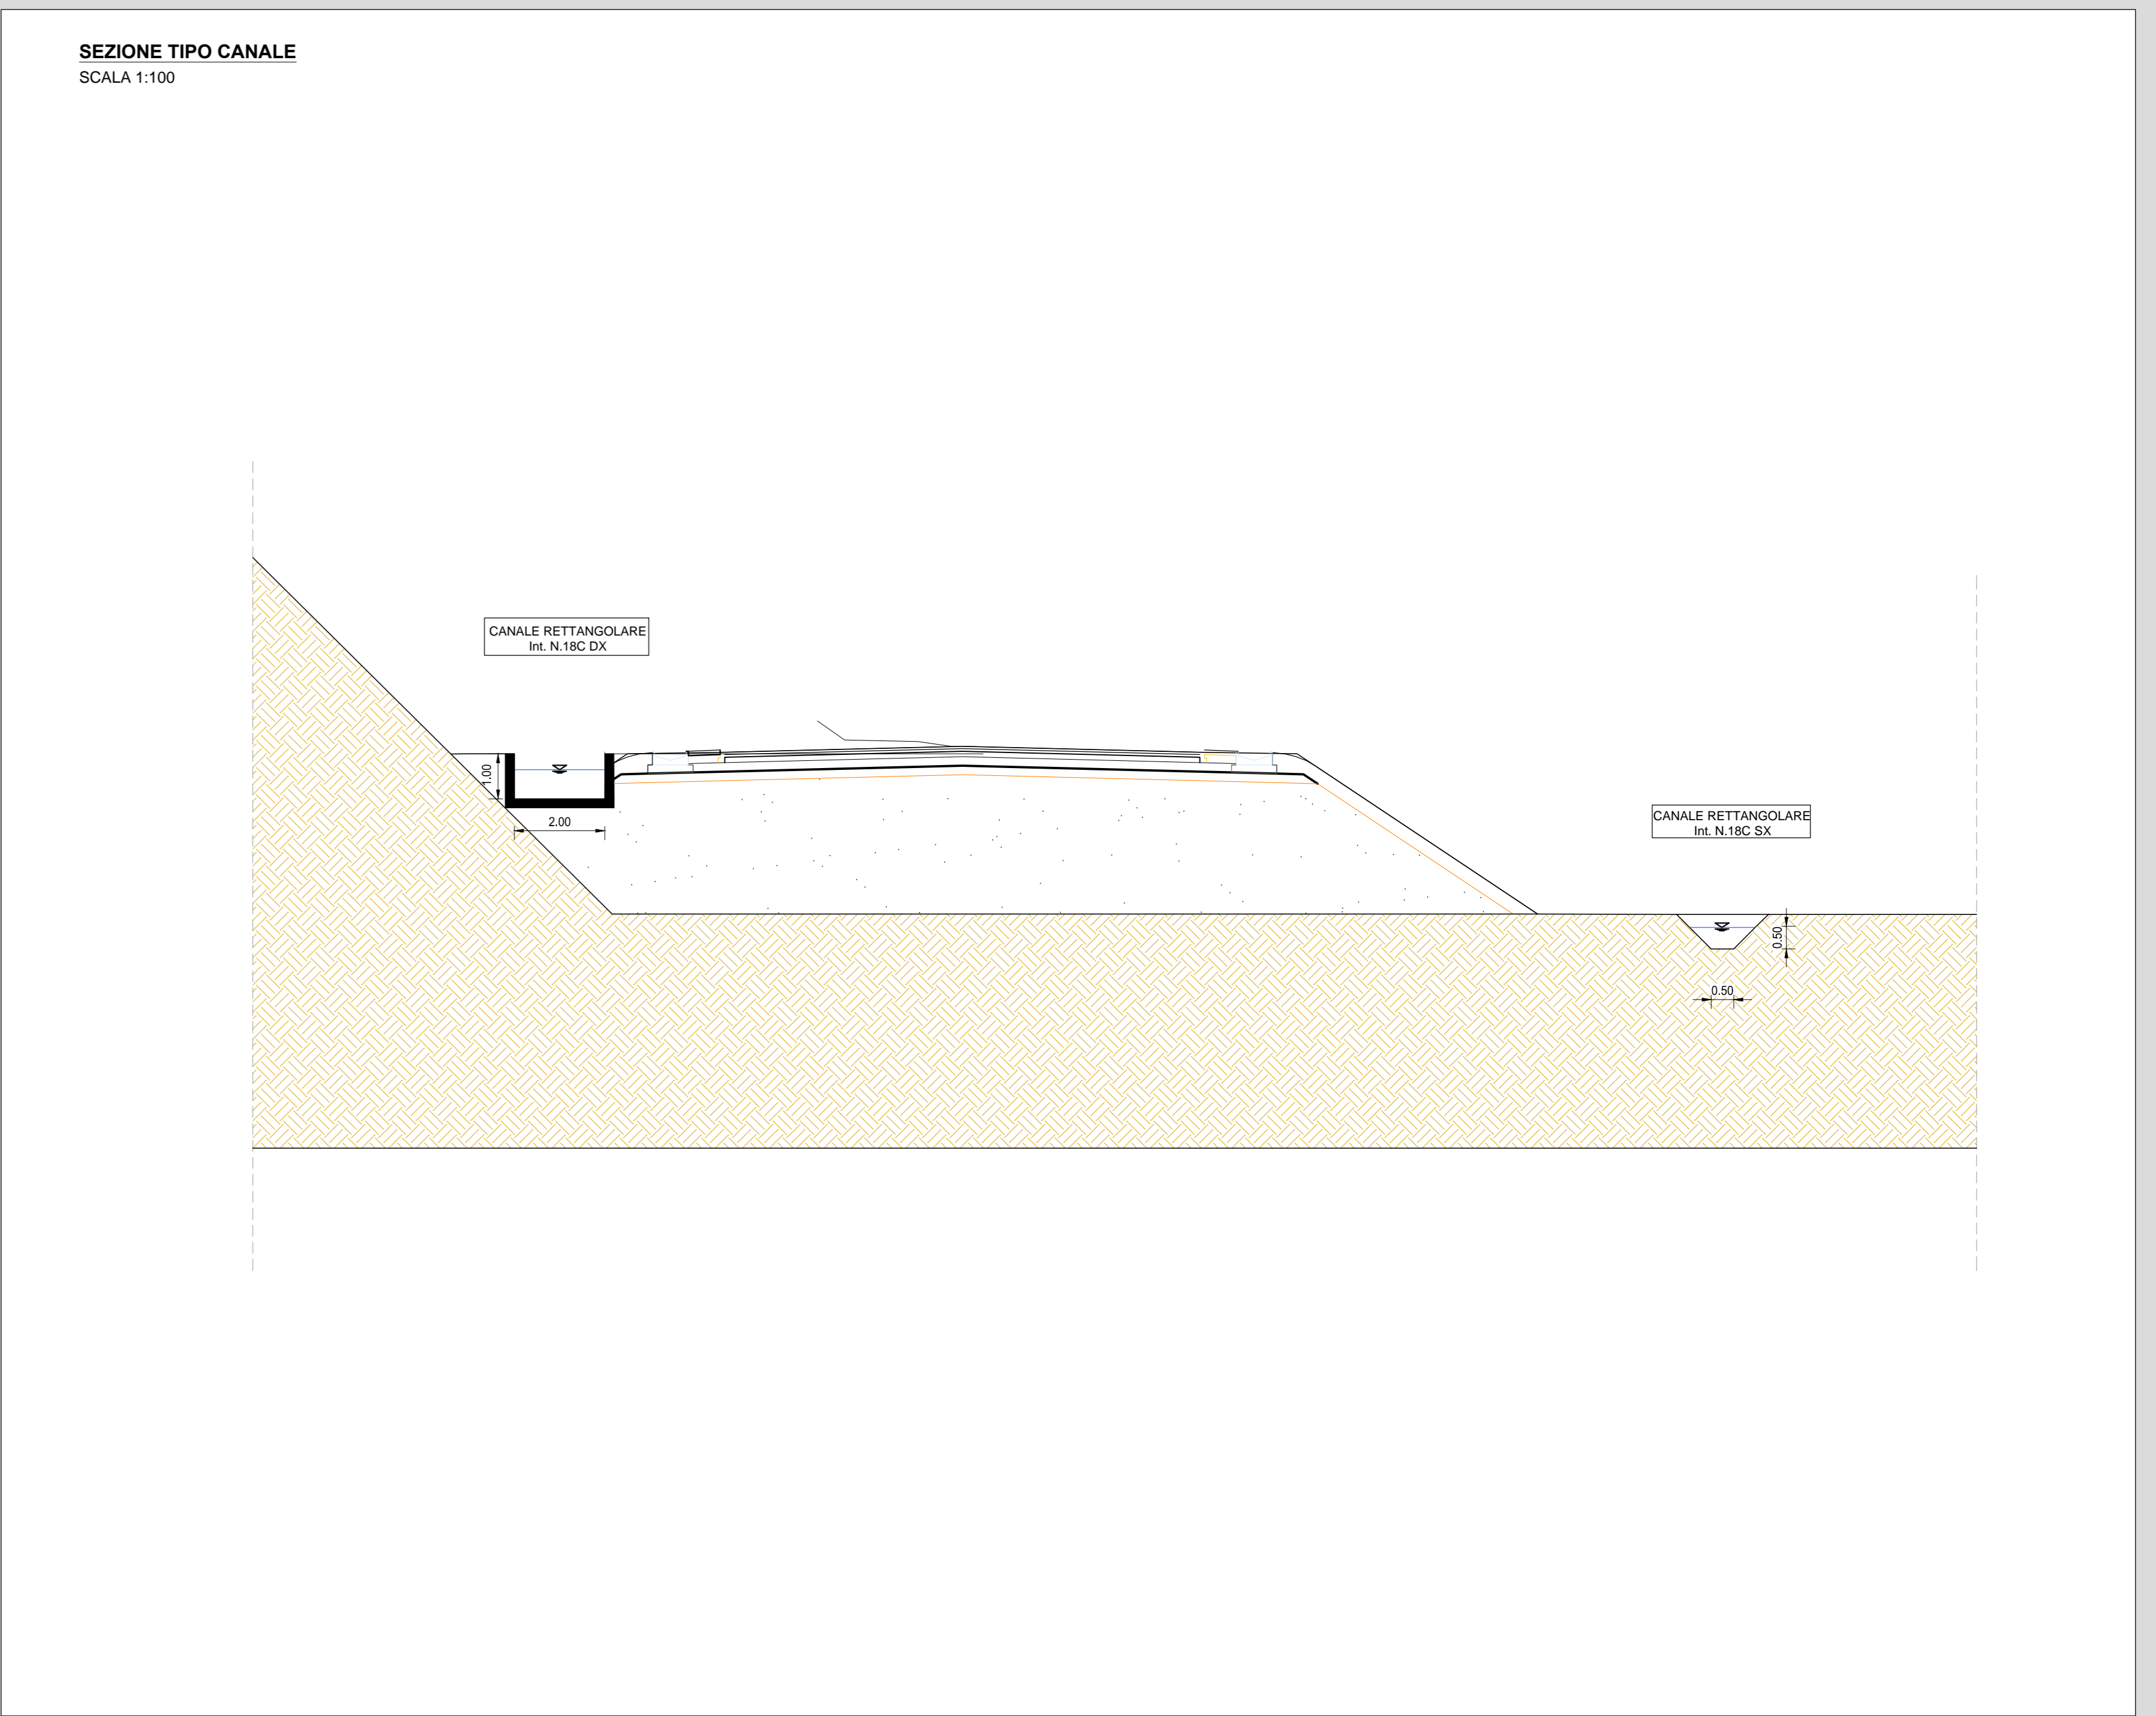 SEZIONE TIPO CANALE
SCALA 1:100
CANALE RETTANGOLARE
Int. N.18C DX
1.00
2.00
CANALE RETTANGOLARE
Int. N.18C SX
0.50
0.50